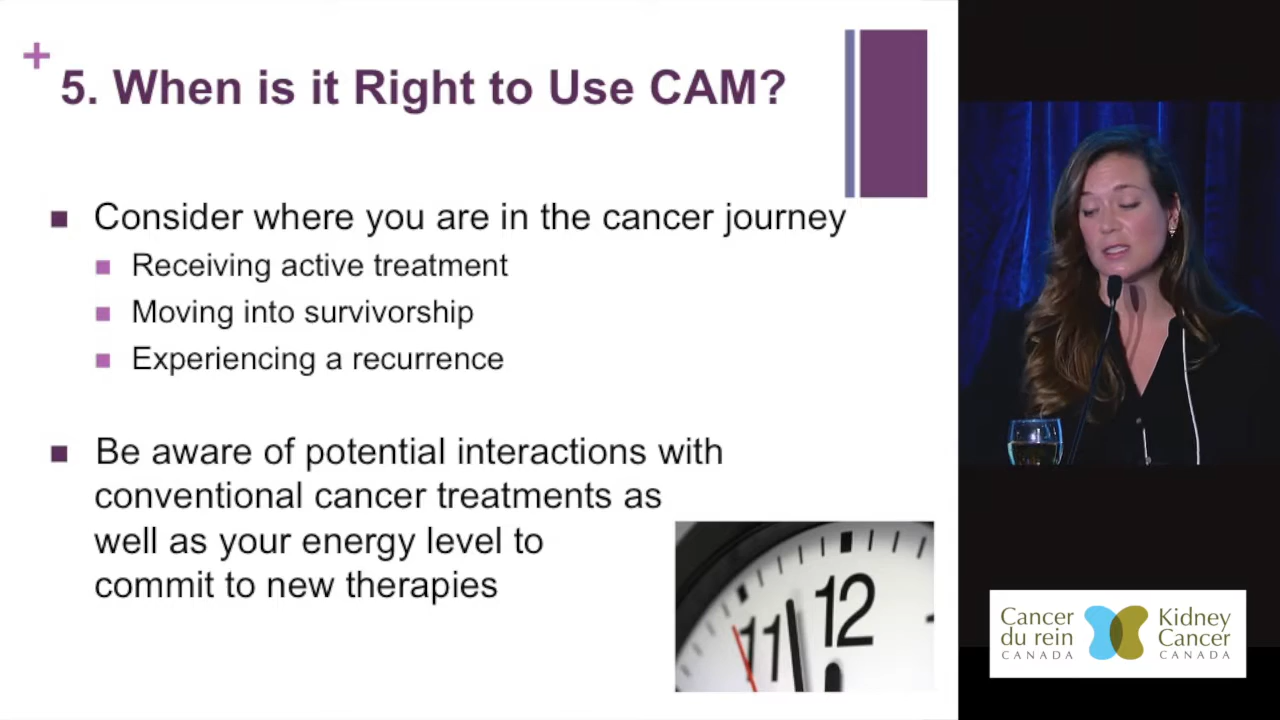 +
5. When is it Right to Use CAM?
Consider where you are in the cancer journey
Receiving active treatment
Moving into survivorship
Experiencing a recurrence
Be aware of potential interactions with
conventional cancer treatments as
well as your energy level to
commit to new therapies
11
12
Cancer
du rein
CANADA
Kidney
Cancer
CANADA